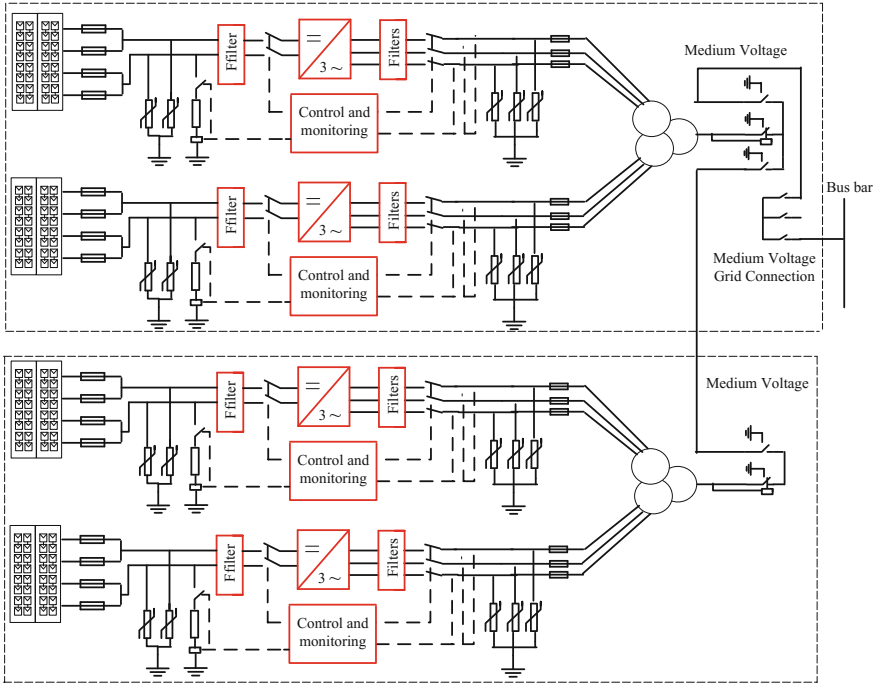 Ffilter
3 ~
Filters
Control and
monitoring
Medium Voltage
Ffilter
3 ~
Filters
Control and
monitoring
Bus bar
Medium Voltage
Grid Connection
Ffilter
3 ~
Filters
Control and
monitoring
Medium Voltage
Ffilter
3 ~
Filters
Control and
monitoring